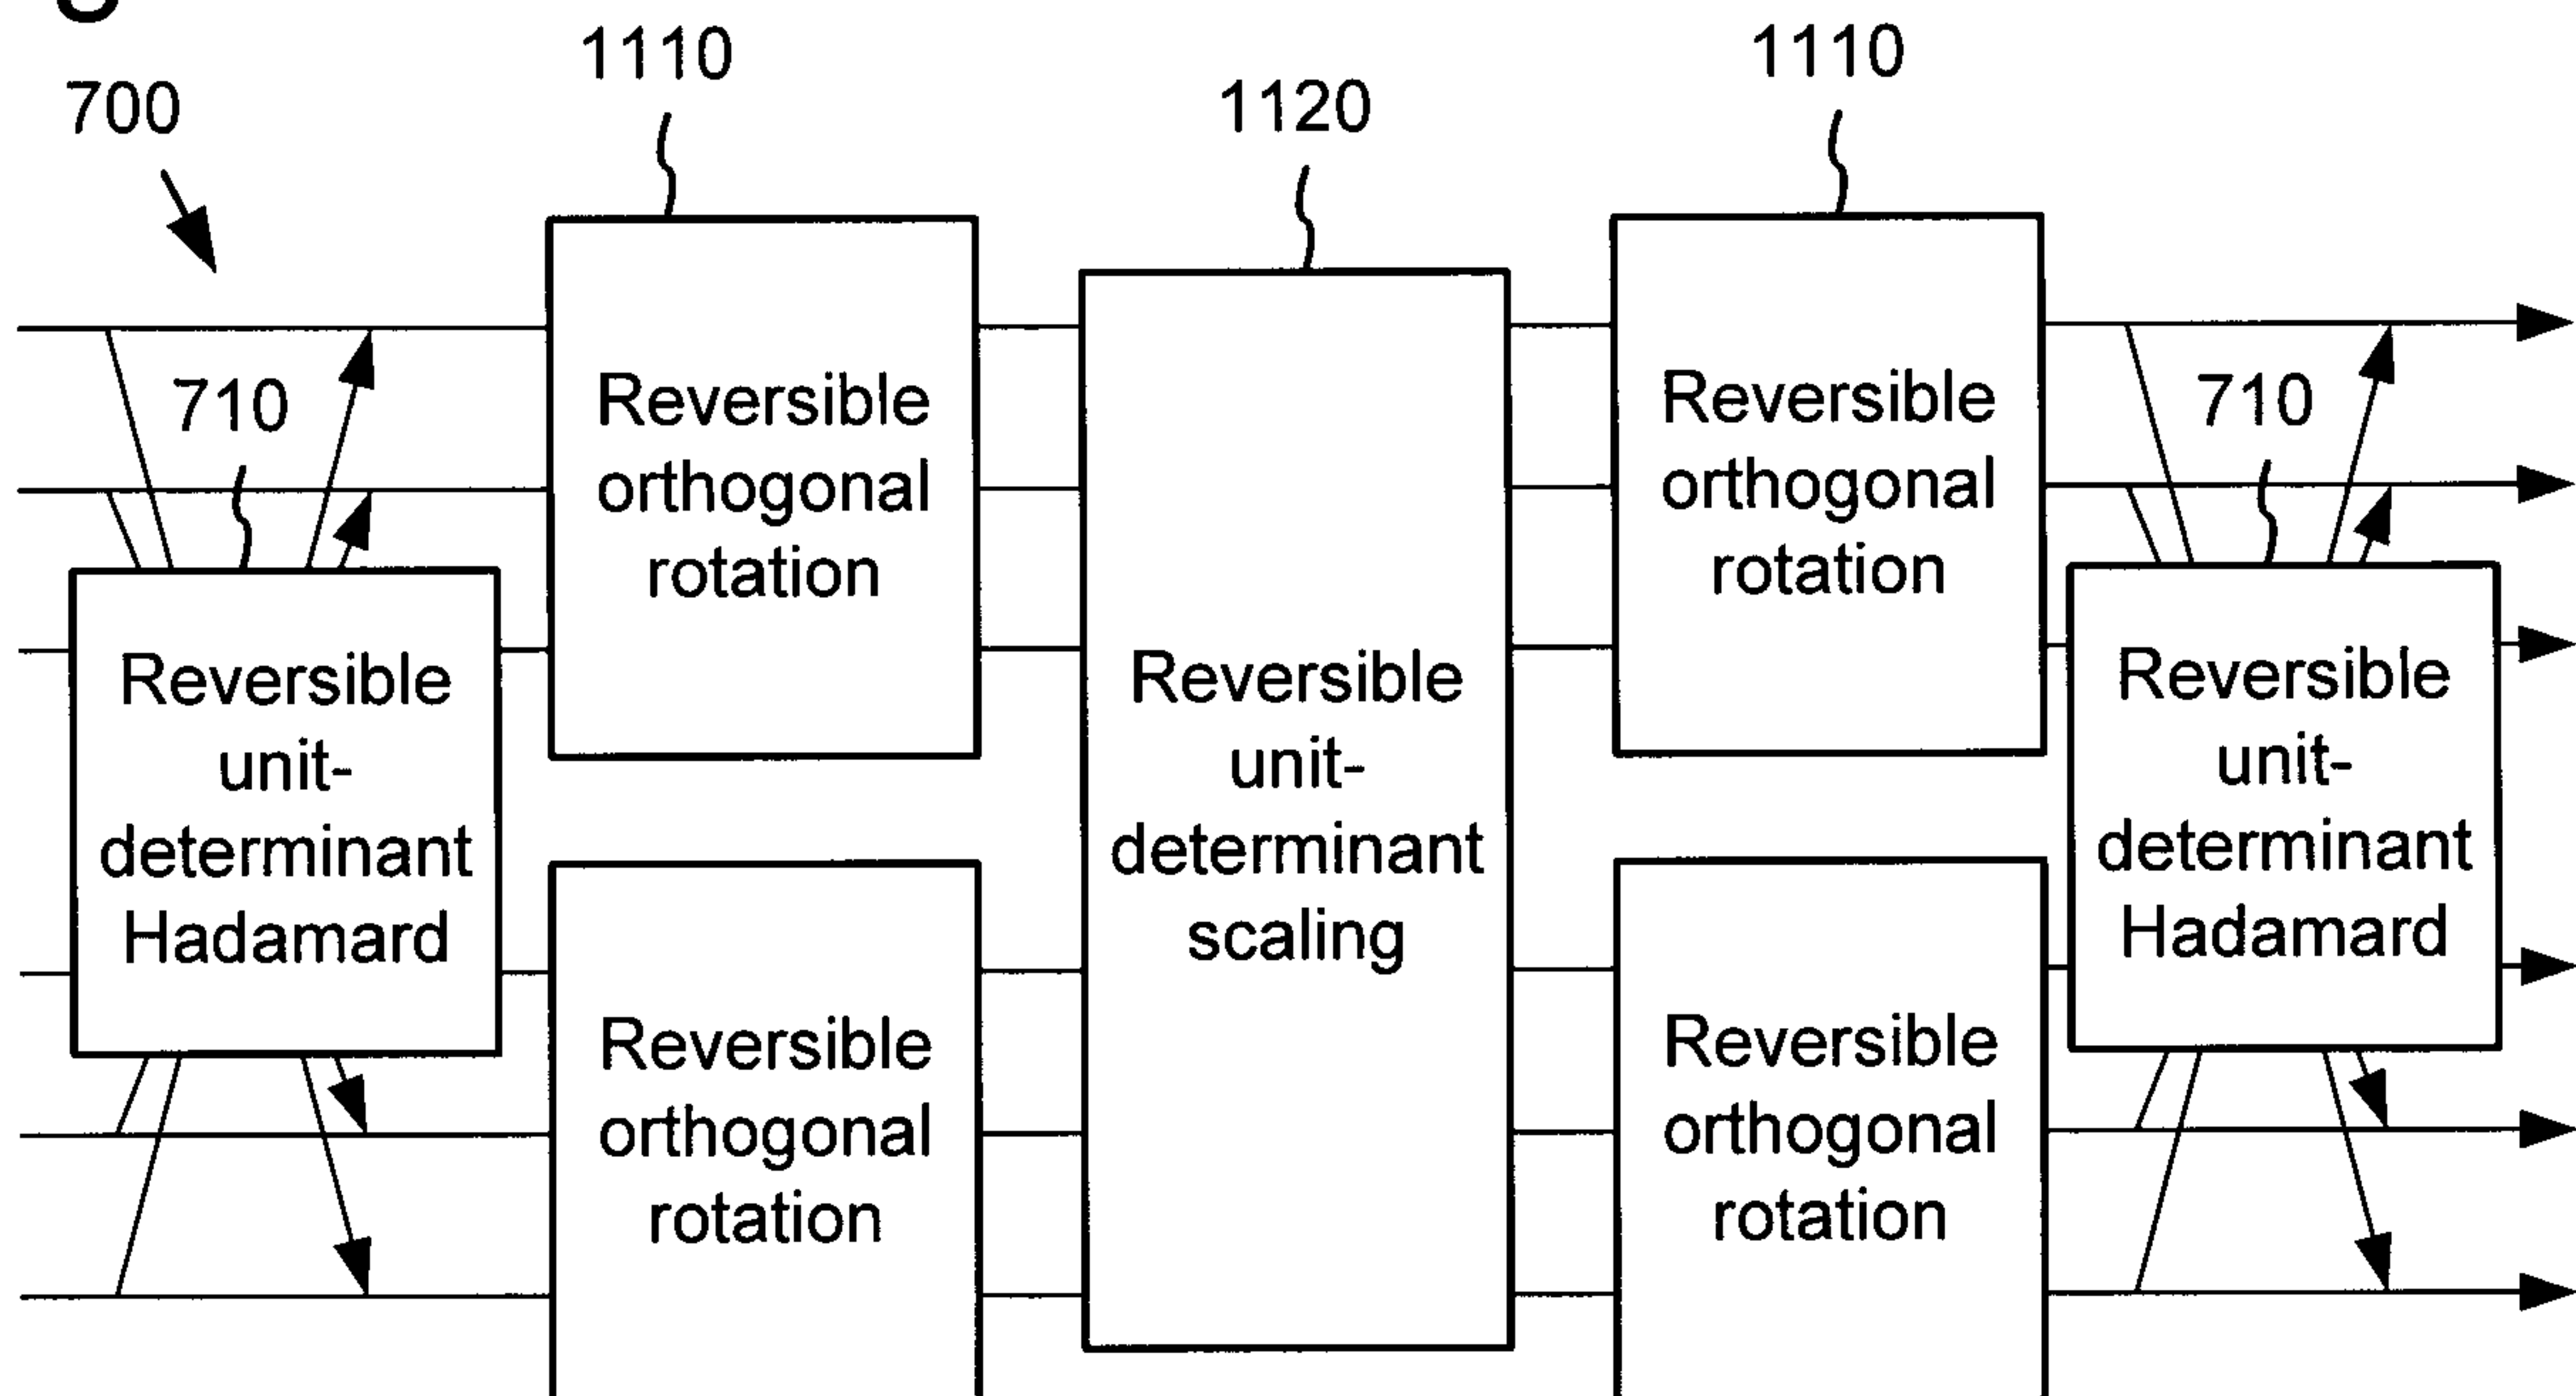 1110
1110
1120
700
710
710
Reversible
orthogonal
rotation
Reversible
orthogonal
rotation
Reversible
unit-
determinant
Hadamard
Reversible
unit-
determinant
scaling
Reversible
unit-
determinant
Hadamard
Reversible
orthogonal
rotation
Reversible
orthogonal
rotation